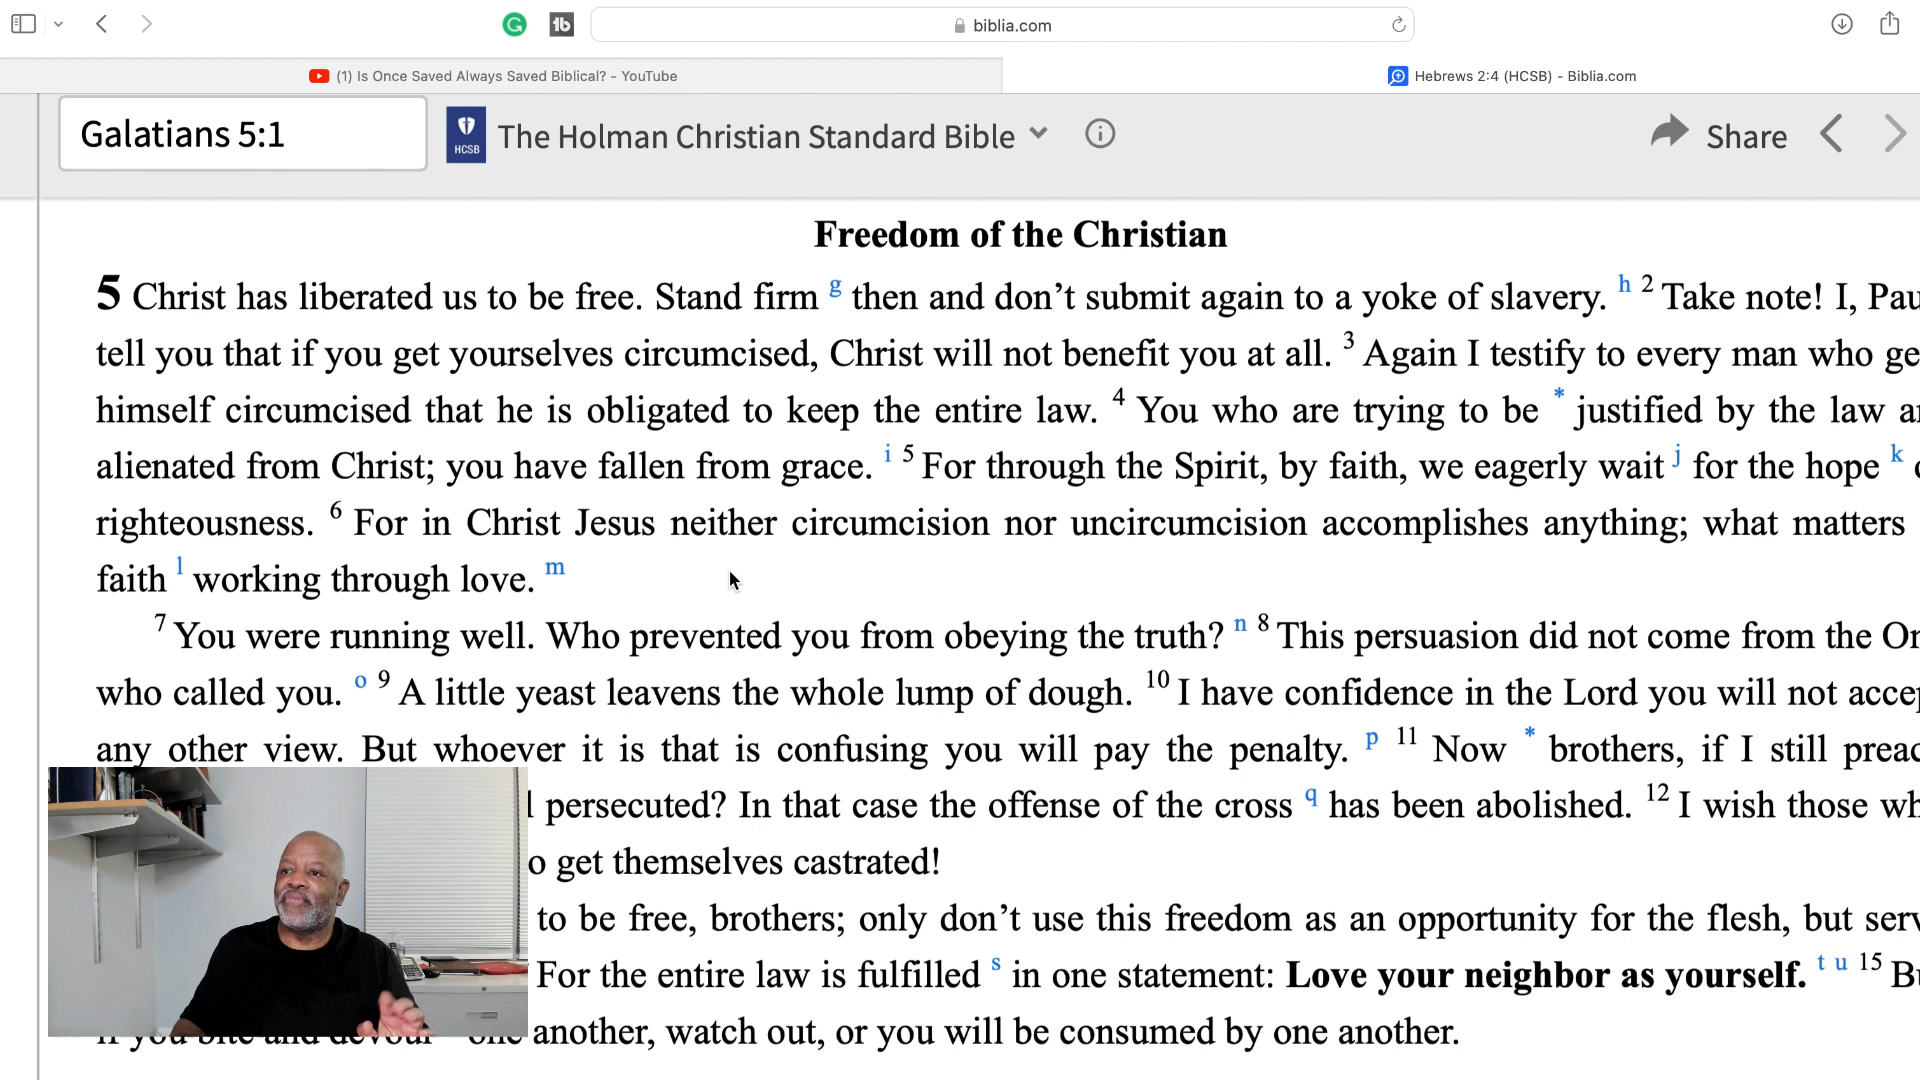 biblia.com
(1) Is Once Saved Always Saved Biblical? - YouTube
Hebrews 2:4 (HCSB) - Biblia.com
Galatians 5:1
HCSB
The Holman Christian Standard Bible
Share
Freedom of the Christian
5 Christ has liberated us to be free. Stand firm g then and don’t submit again to a yoke of slavery. h 2 Take note! I,
tell you that if you get yourselves circumcised, Christ will not benefit you at all. 3 Again I testify to every man who
himself circumcised that he is obligated to keep the entire law. 4 You who are trying to be * justified by the law
alienated from Christ; you have fallen from grace. i 5 For through the Spirit, by faith, we eagerly wait j for the hope k
righteousness. 6 For in Christ Jesus neither circumcision nor uncircumcision accomplishes anything; what matters
faith l working through love. m
7 You were running well. Who prevented you from obeying the truth? n 8 This persuasion did not come from the
who called you. o 9 A little yeast leavens the whole lump of dough. 10 I have confidence in the Lord you will not
any other view. But whoever it is that is confusing you will pay the penalty. p 11 Now * brothers, if I still
persecuted? In that case the offense of the cross q has been abolished. 12 I wish those
get themselves castrated!
to be free, brothers; only don’t use this freedom as an opportunity for the flesh, but
For the entire law is fulfilled s in one statement: Love your neighbor as yourself. t u 15
if you bite and devour one another, watch out, or you will be consumed by one another.